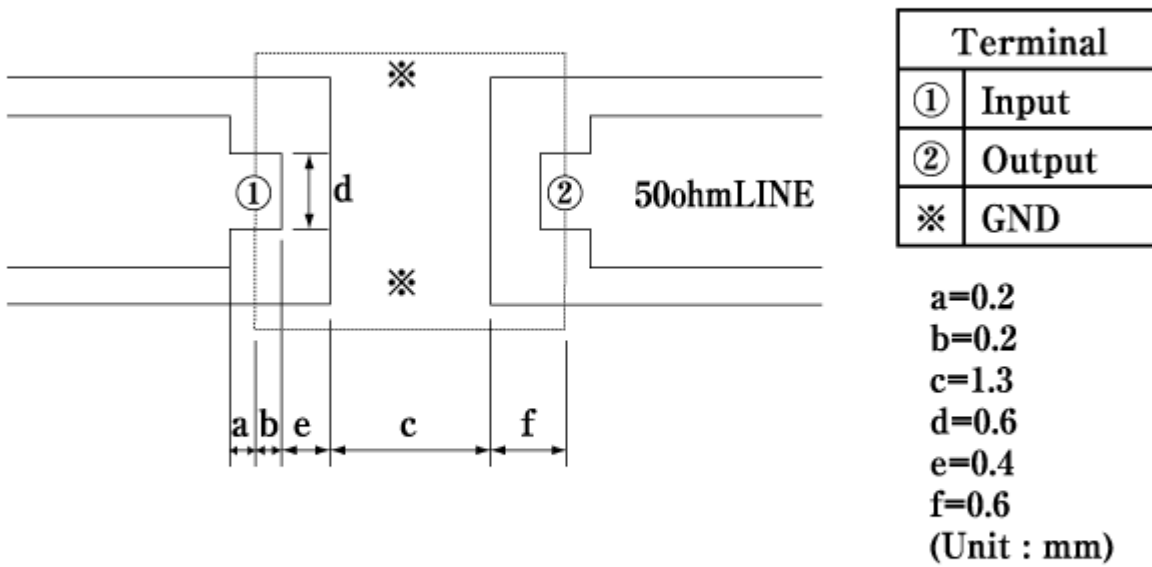 ※
① d ② 50ohmLINE
※
a b e c f
Terminal
① Input
② Output
※ GND
a=0.2
b=0.2
c=1.3
d=0.6
e=0.4
f=0.6
(Unit : mm)